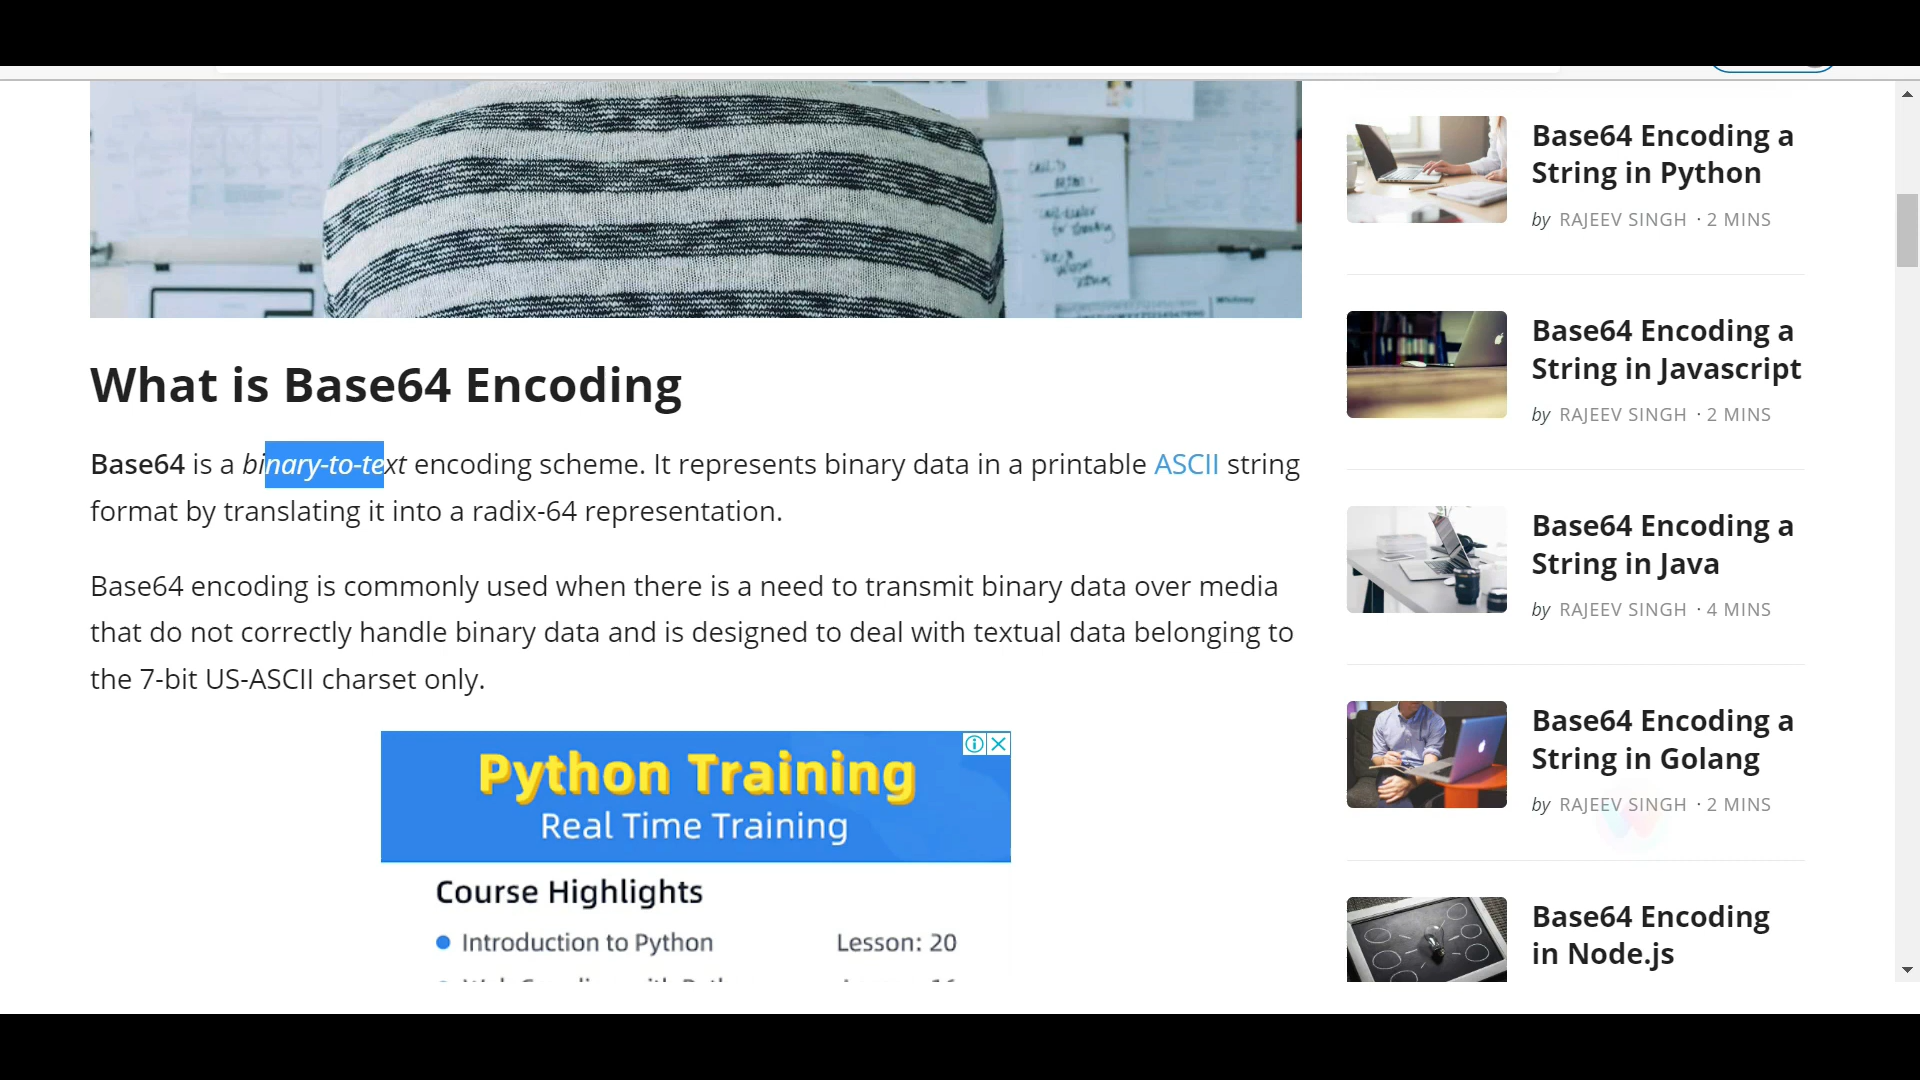 What is Base64 Encoding
Base64 is a binary-to-text encoding scheme. It represents binary data in a printable ASCII string
format by translating it into a radix-64 representation.
Base64 encoding is commonly used when there is a need to transmit binary data over media
that do not correctly handle binary data and is designed to deal with textual data belonging to
the 7-bit US-ASCII charset only.
Python Training
Real Time Training
Course Highlights
Introduction to Python Lesson: 20
Base64 Encoding a
String in Python
by RAJEEV SINGH · 2 MINS
Base64 Encoding a
String in Javascript
by RAJEEV SINGH · 2 MINS
Base64 Encoding a
String in Java
by RAJEEV SINGH · 4 MINS
Base64 Encoding a
String in Golang
by RAJEEV SINGH · 2 MINS
Base64 Encoding
in Node.js